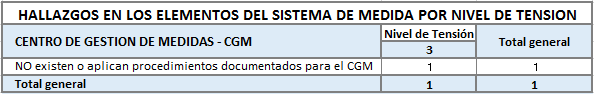 HALLAZGOS EN LOS ELEMENTOS DEL SISTEMA DE MEDIDA POR NIVEL DE TENSION
CENTRO DE GESTION DE MEDIDAS - CGM Nivel de Tensión Total general
3
NO existen o aplican procedimientos documentados para el CGM 1 1
Total general 1 1